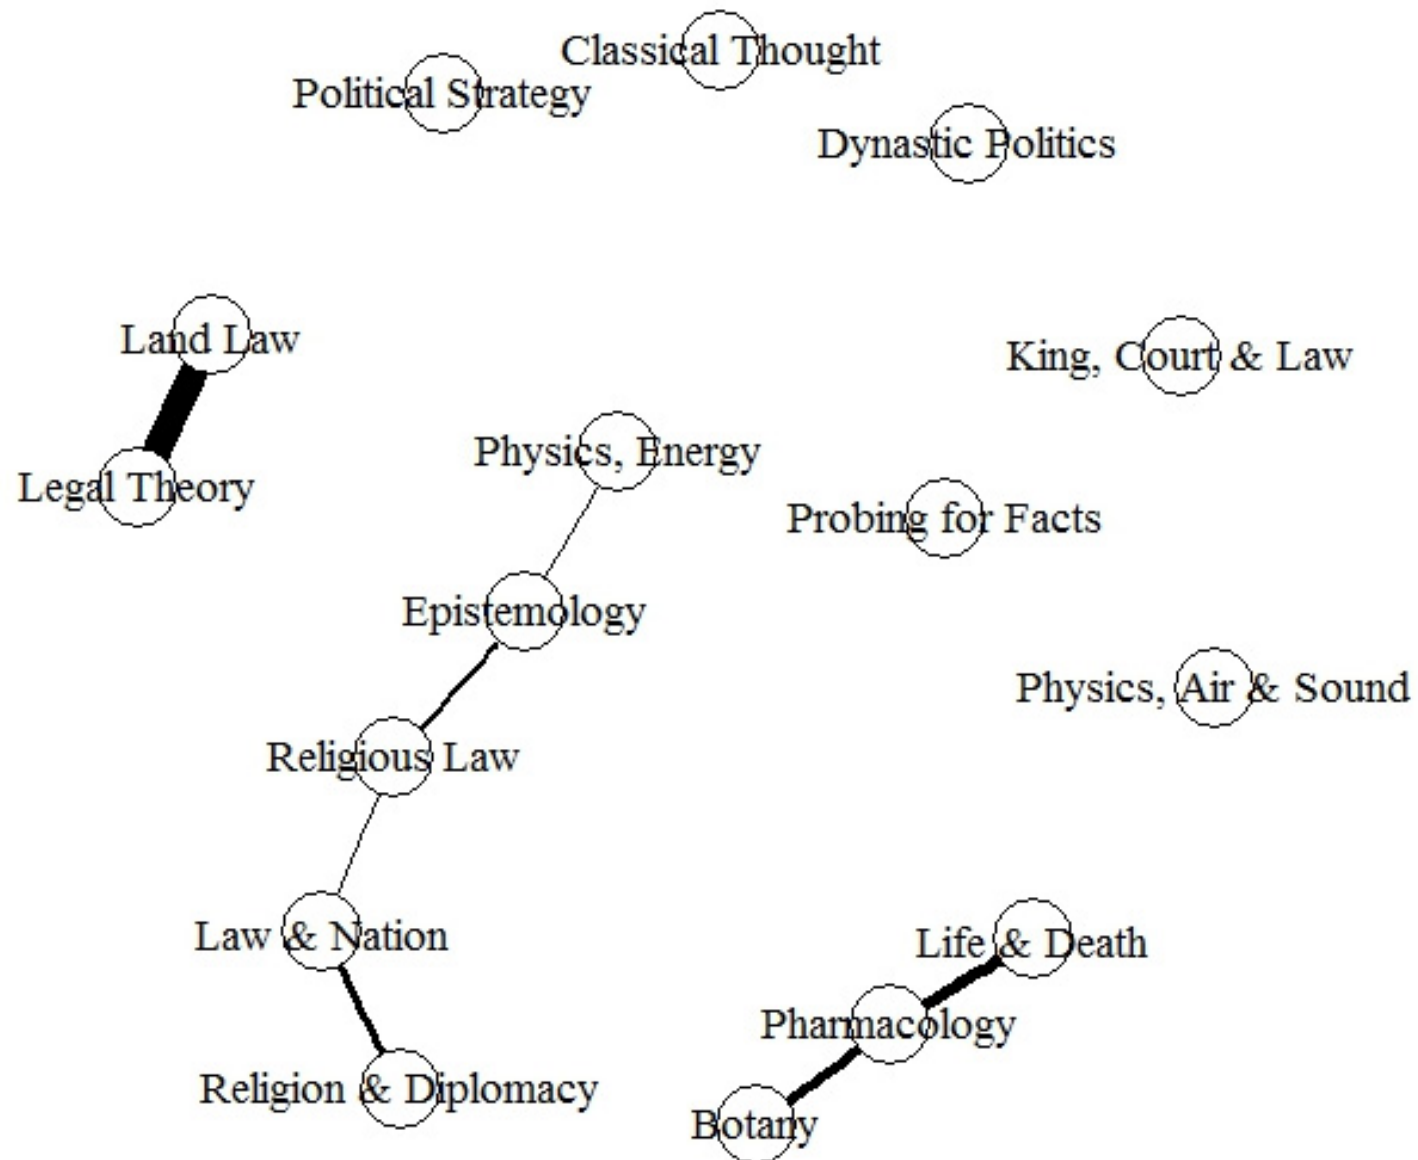 Classical Thought
Political Strategy
Dynastic Politics
Land Law
King, Court & Law
Physics, Energy
Legal Theory
Probing for Facts
Epistemology
Physics, Air & Sound
Religious Law
Law & Nation
Life & Death
Pharmacology
Religion & Diplomacy
Botany